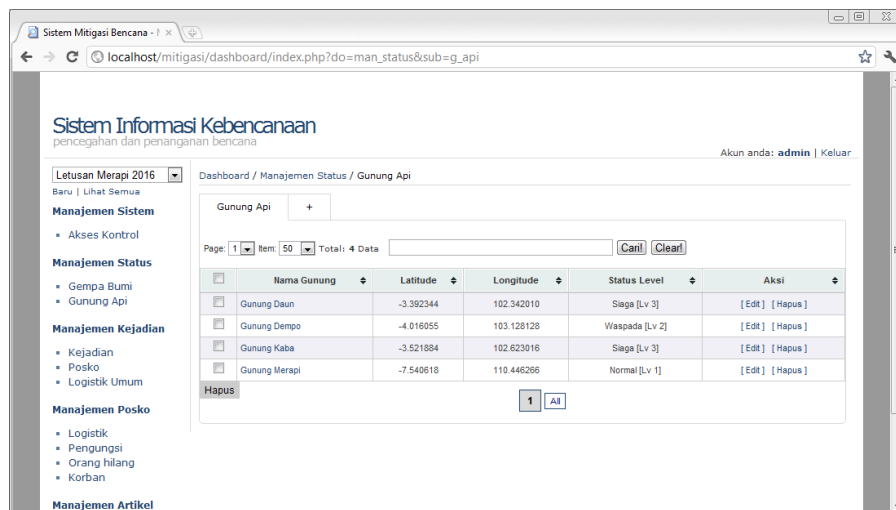 Sistem Mitigasi Bencana -
localhost/mitigasi/dashboard/index.php?do=man_status&sub=g_api
Sistem Informasi Kebencanaan
pencegahan dan penanganan bencana
Akun anda: admin | Keluar
Letusan Merapi 2016
Baru | Lihat Semua
Manajemen Sistem
Akses Kontrol
Manajemen Status
Gempa Bumi
Gunung Api
Manajemen Kejadian
Kejadian
Posko
Logistik Umum
Manajemen Posko
Logistik
Pengungsi
Orang hilang
Korban
Manajemen Artikel
Dashboard / Manajemen Status / Gunung Api
Gunung Api +
Page: 1 Item: 50 Total: 4 Data Cari! Clear!
Nama Gunung Latitude Longitude Status Level Aksi
Gunung Daun -3.392344 102.342010 Siaga [Lv 3] [ Edit ] [ Hapus ]
Gunung Dempo -4.016055 103.128128 Waspada [Lv 2] [ Edit ] [ Hapus ]
Gunung Kaba -3.521884 102.623016 Siaga [Lv 3] [ Edit ] [ Hapus ]
Gunung Merapi -7.540618 110.446266 Normal [Lv 1] [ Edit ] [ Hapus ]
Hapus
1 All